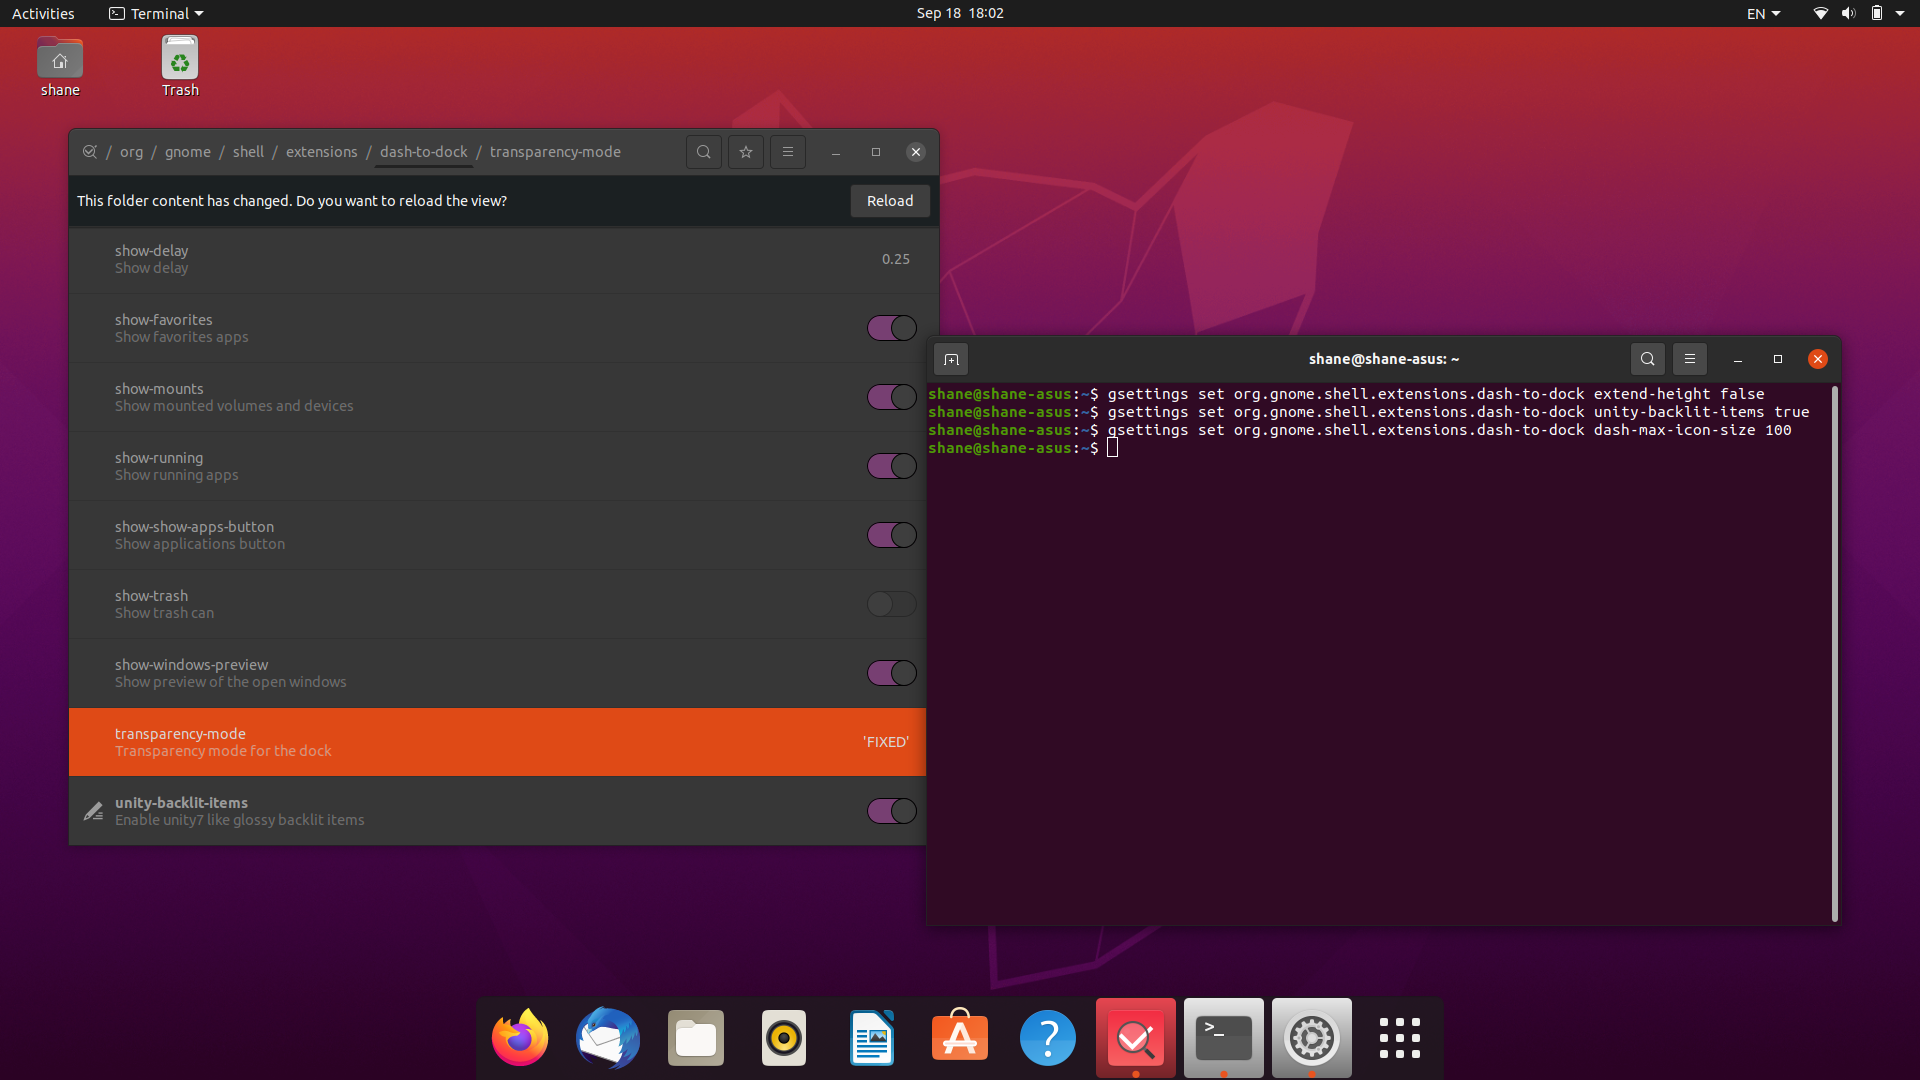 Activities
Terminal
Sep 18 18:02
EN
shane
Trash
/ org / gnome / shell / extensions / dash-to-dock / transparency-mode
This folder content has changed. Do you want to reload the view?
Reload
show-delay
Show delay
0.25
show-favorites
Show favorites apps
show-mounts
Show mounted volumes and devices
show-running
Show running apps
show-show-apps-button
Show applications button
show-trash
Show trash can
show-windows-preview
Show preview of the open windows
transparency-mode
Transparency mode for the dock
'FIXED'
unity-backlit-items
Enable unity7 like glossy backlit items
shane@shane-asus: ~
shane@shane-asus:~$ gsettings set org.gnome.shell.extensions.dash-to-dock extend-height false
shane@shane-asus:~$ gsettings set org.gnome.shell.extensions.dash-to-dock unity-backlit-items true
shane@shane-asus:~$ gsettings set org.gnome.shell.extensions.dash-to-dock dash-max-icon-size 100
shane@shane-asus:~$